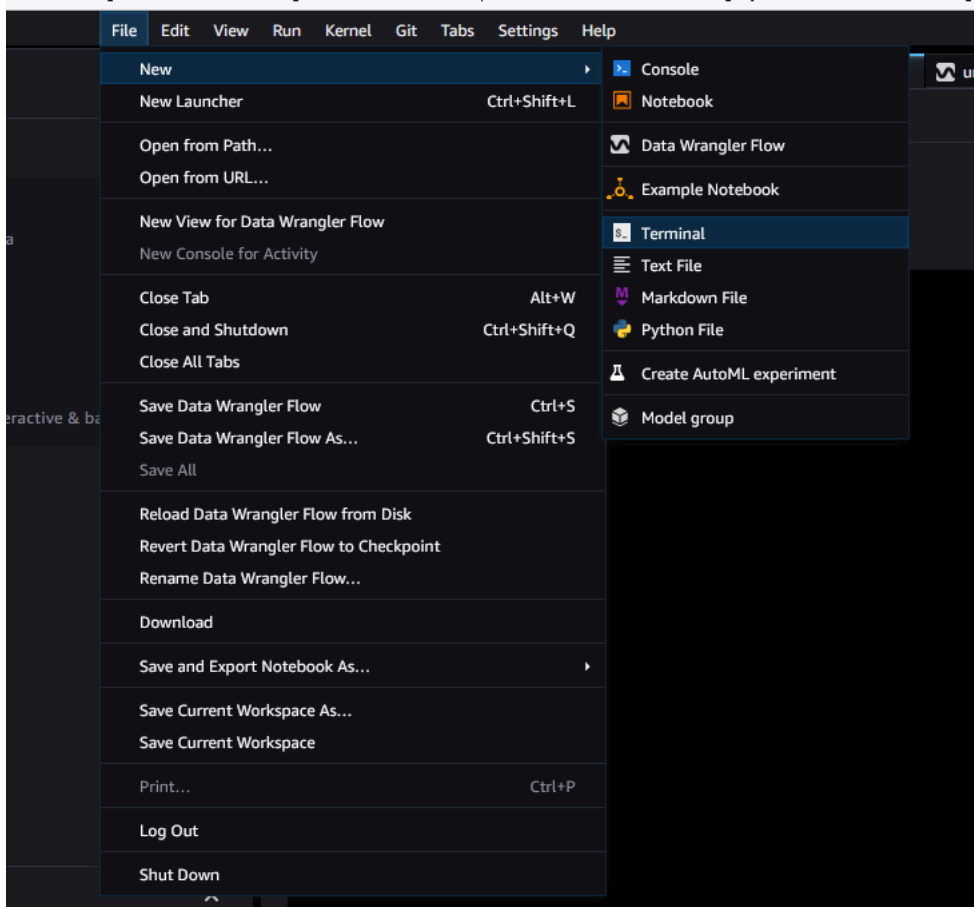 File Edit View Run Kernel Git Tabs Settings Help
New
New Launcher Ctrl+Shift+L
Open from Path...
Open from URL...
New View for Data Wrangler Flow
New Console for Activity
Close Tab Alt+W
Close and Shutdown Ctrl+Shift+Q
Close All Tabs
Save Data Wrangler Flow Ctrl+S
Save Data Wrangler Flow As... Ctrl+Shift+S
Save All
Reload Data Wrangler Flow from Disk
Revert Data Wrangler Flow to Checkpoint
Rename Data Wrangler Flow...
Download
Save and Export Notebook As...
Save Current Workspace As...
Save Current Workspace
Print... Ctrl+P
Log Out
Shut Down
Console
Notebook
Data Wrangler Flow
Example Notebook
$_ Terminal
Text File
M Markdown File
Python File
Create AutoML experiment
Model group
a
eractive & ba